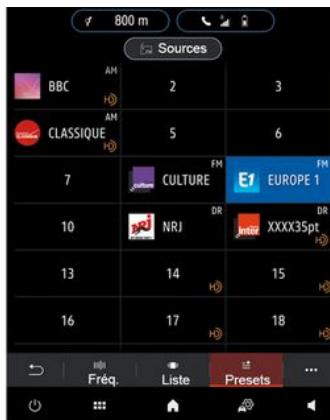 800 m
Sources
AM
BBC 2 3
AM
CLASSIQUE 5 6
FM FM
7 culture CULTURE E1 EUROPE 1
DR DR
10 NRJ NRJ inter XXXX35pt
13 14 15
16 17 18
Fréq. Liste Presets